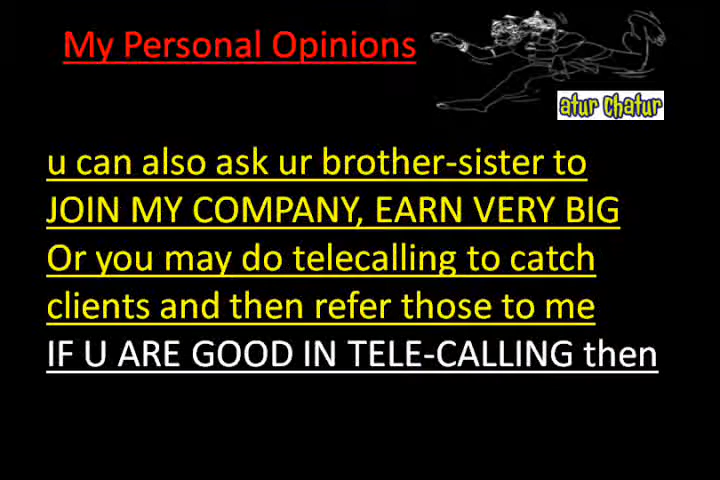 My Personal Opinions
atur chatur
u can also ask ur brother-sister to
JOIN MY COMPANY, EARN VERY BIG
Or you may do telecalling to catch
clients and then refer those to me
IF U ARE GOOD IN TELE-CALLING then